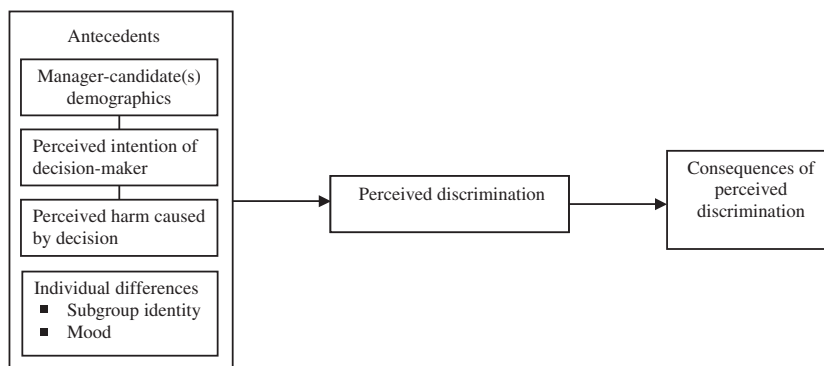 Antecedents
Manager-candidate(s)
demographics
Perceived intention of
decision-maker
Perceived harm caused
by decision
Individual differences
▪ Subgroup identity
▪ Mood
Perceived discrimination
Consequences of
perceived
discrimination